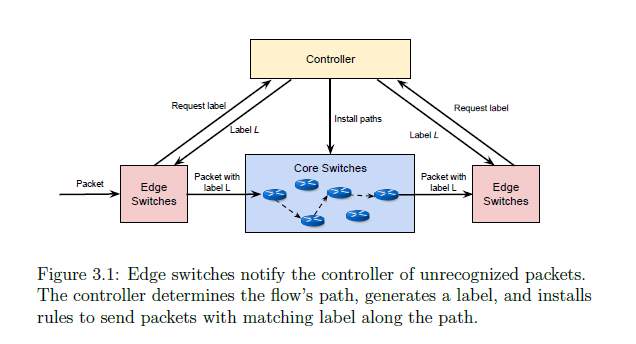 Controller
Request label
Request label
Label L
Install paths
Label L
Core Switches
Packet
Edge
Switches
Packet with
label L
Packet with
label L
Edge
Switches
Figure 3.1: Edge switches notify the controller of unrecognized packets.
The controller determines the flow's path, generates a label, and installs
rules to send packets with matching label along the path.